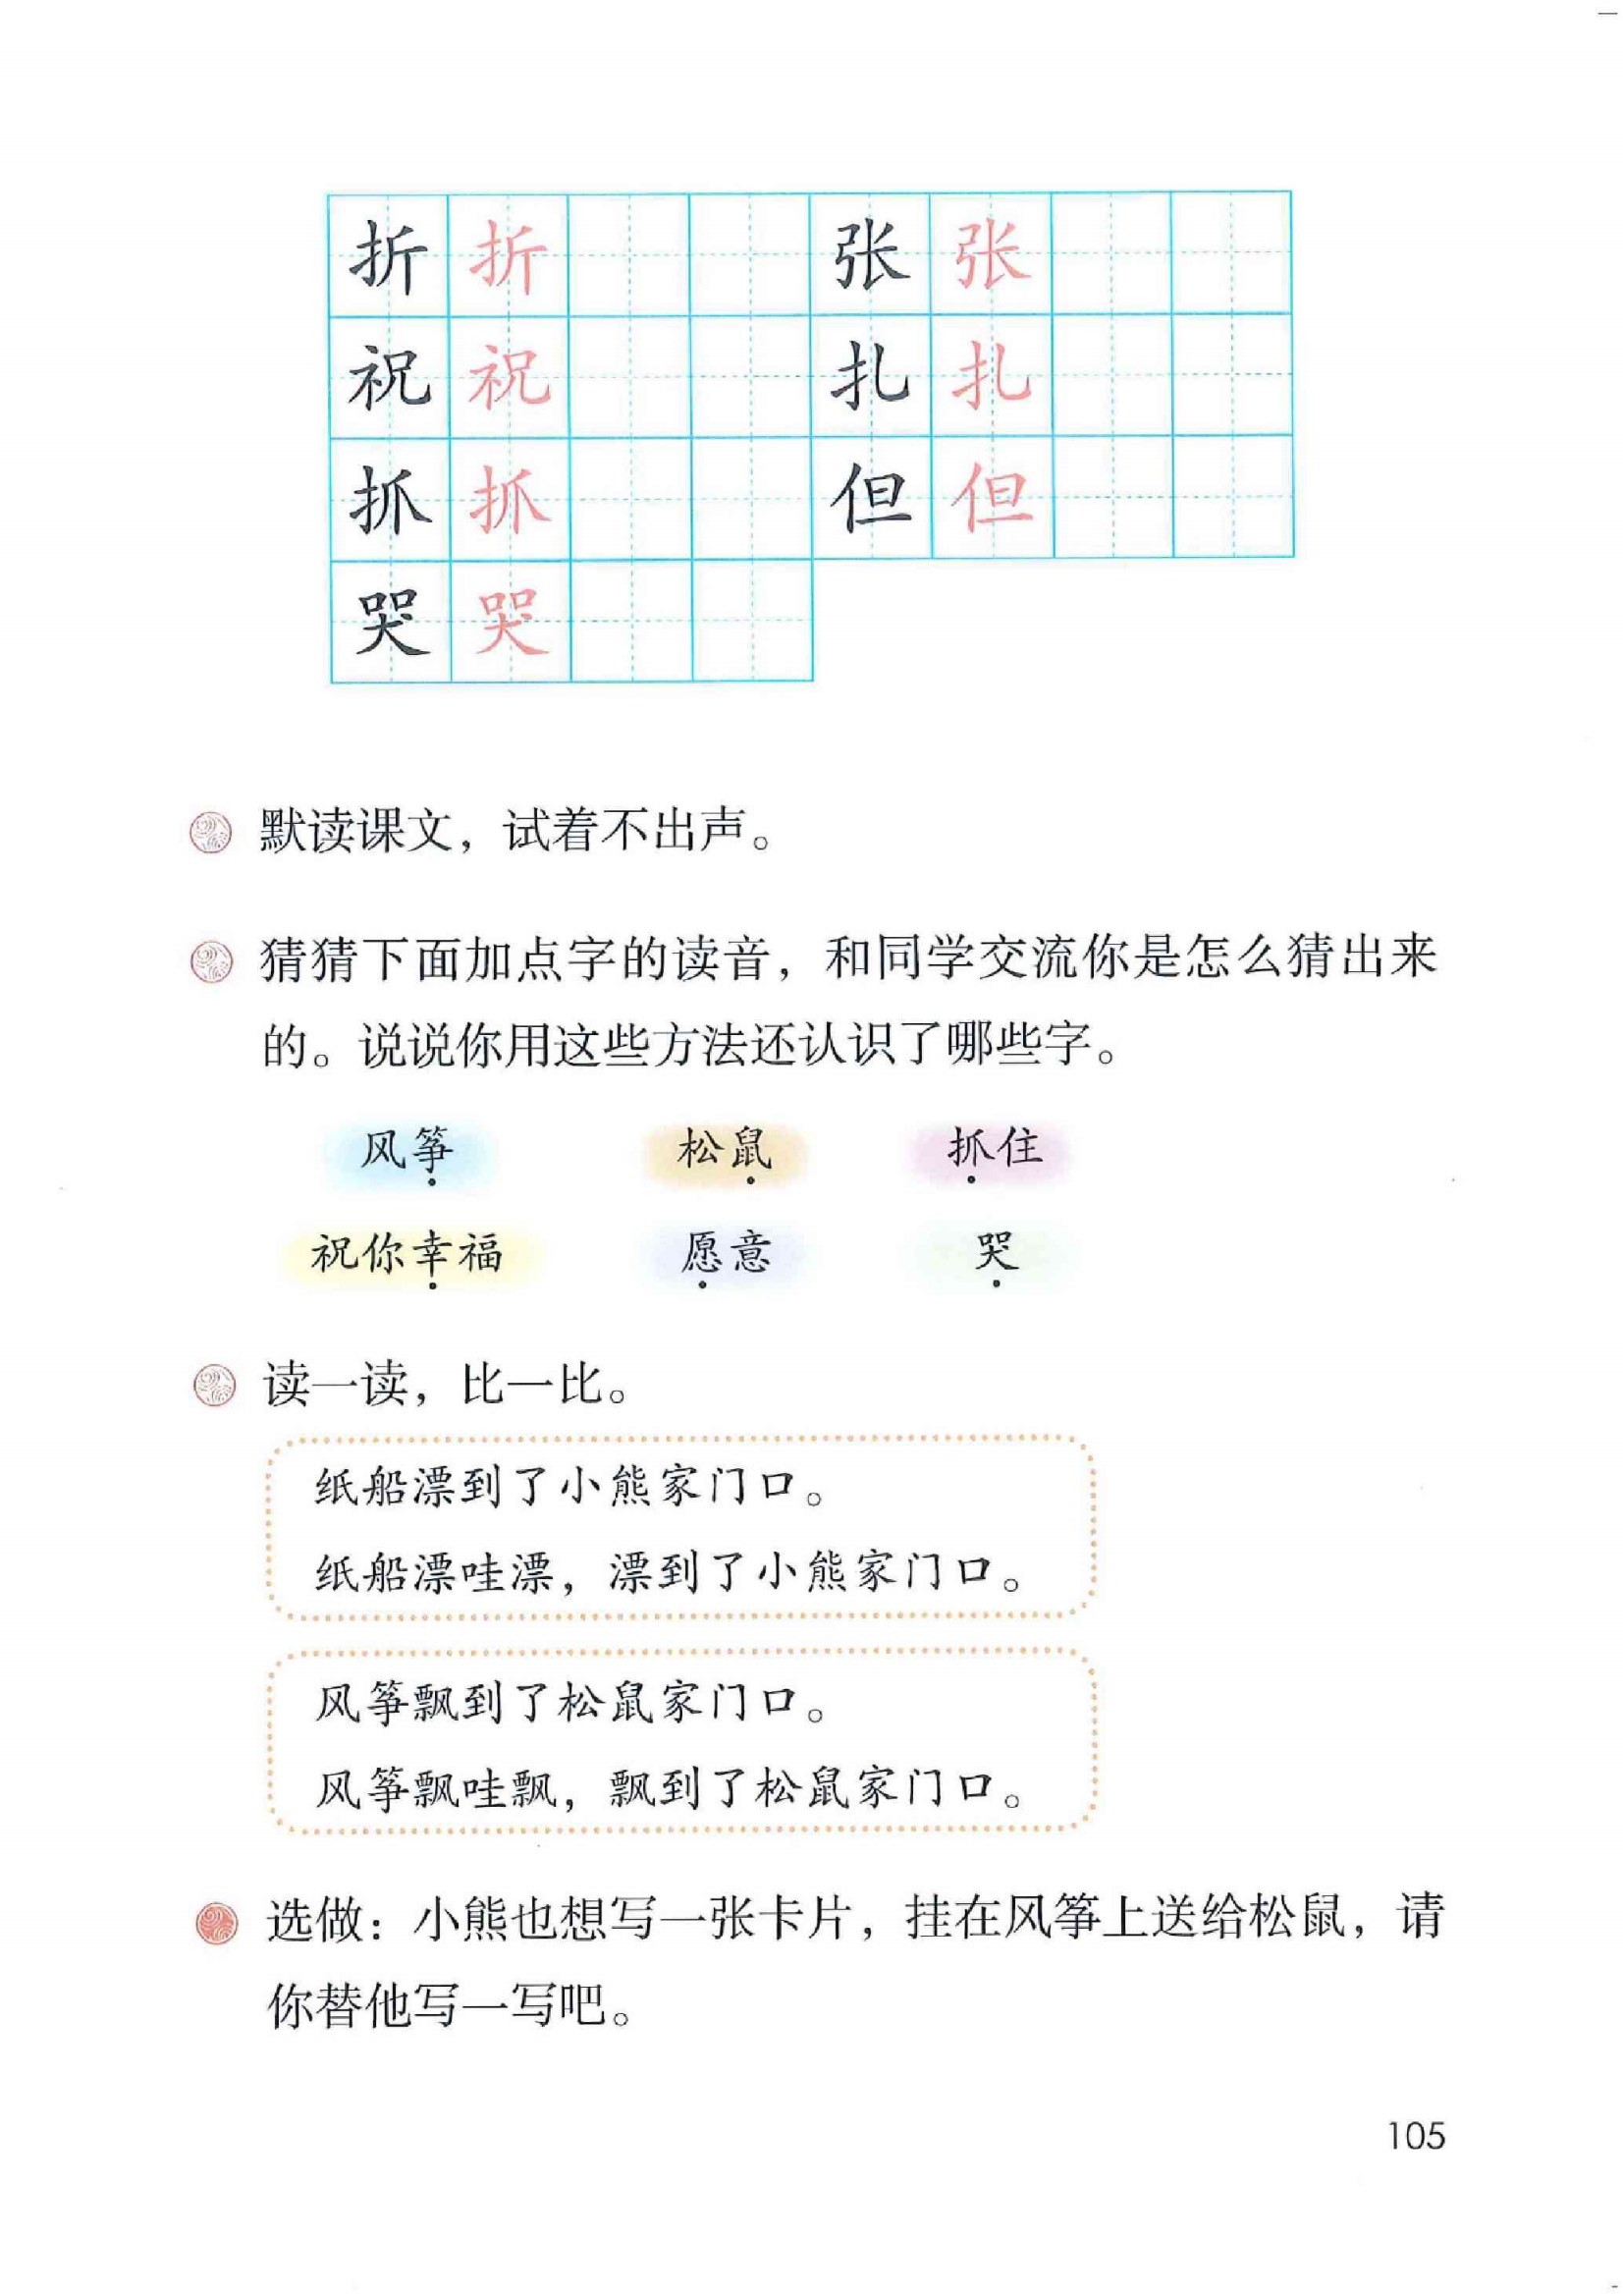 折 折 张 张
祝 祝 扎 扎
抓 抓 但 但
哭 哭
默读课文，试着不出声。
猜猜下面加点字的读音，和同学交流你是怎么猜出来
的。说说你用这些方法还认识了哪些字。
风筝 松鼠 抓住
祝你幸福 愿意 哭
读一读，比一比。
纸船漂到了小熊家门口。
纸船漂哇漂，漂到了小熊家门口。
风筝飘到了松鼠家门口。
风筝飘哇飘，飘到了松鼠家门口。
选做：小熊也想写一张卡片，挂在风筝上送给松鼠，请
你替他写一写吧。
105